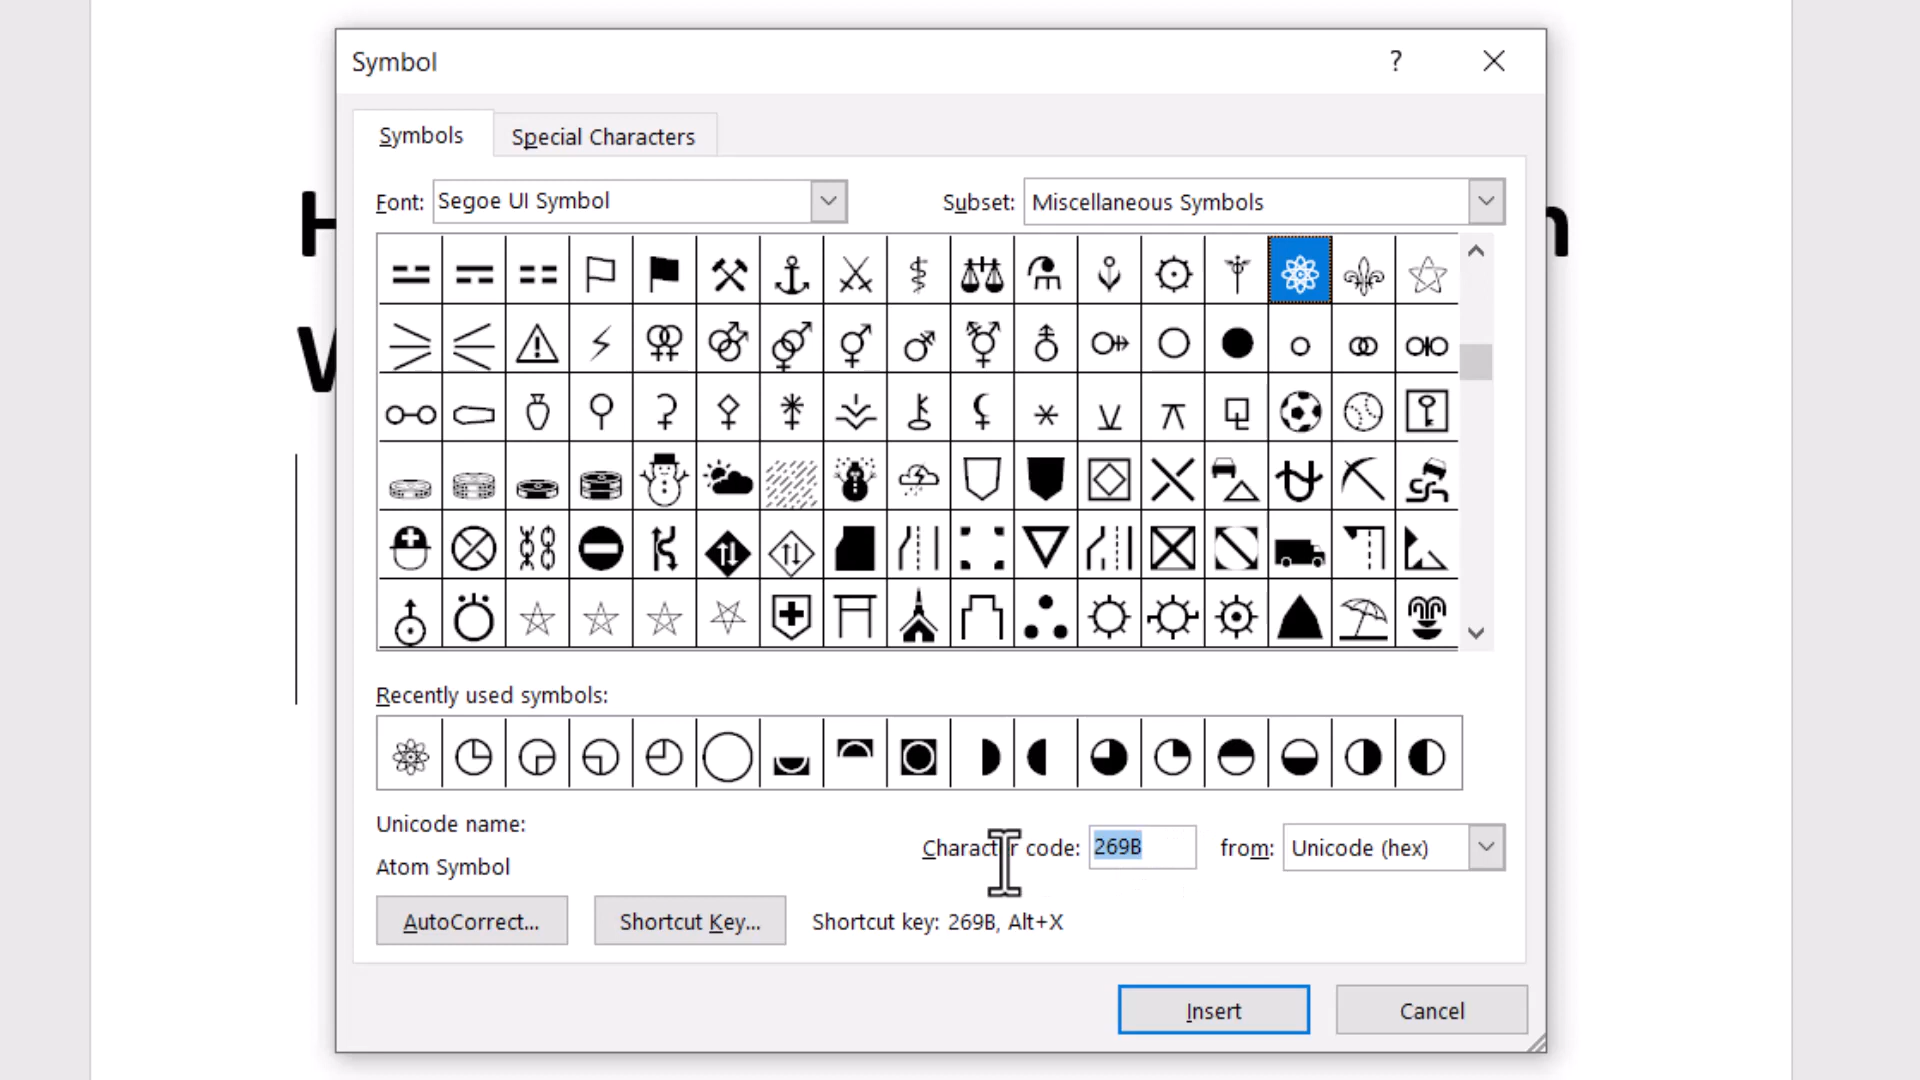 Symbol ?
Symbols Special Characters
Font: Segoe UI Symbol Subset: Miscellaneous Symbols
Recently used symbols:
Unicode name:
Atom Symbol
Character code: 269B from: Unicode (hex)
AutoCorrect... Shortcut Key... Shortcut key: 269B, Alt+X
Insert Cancel